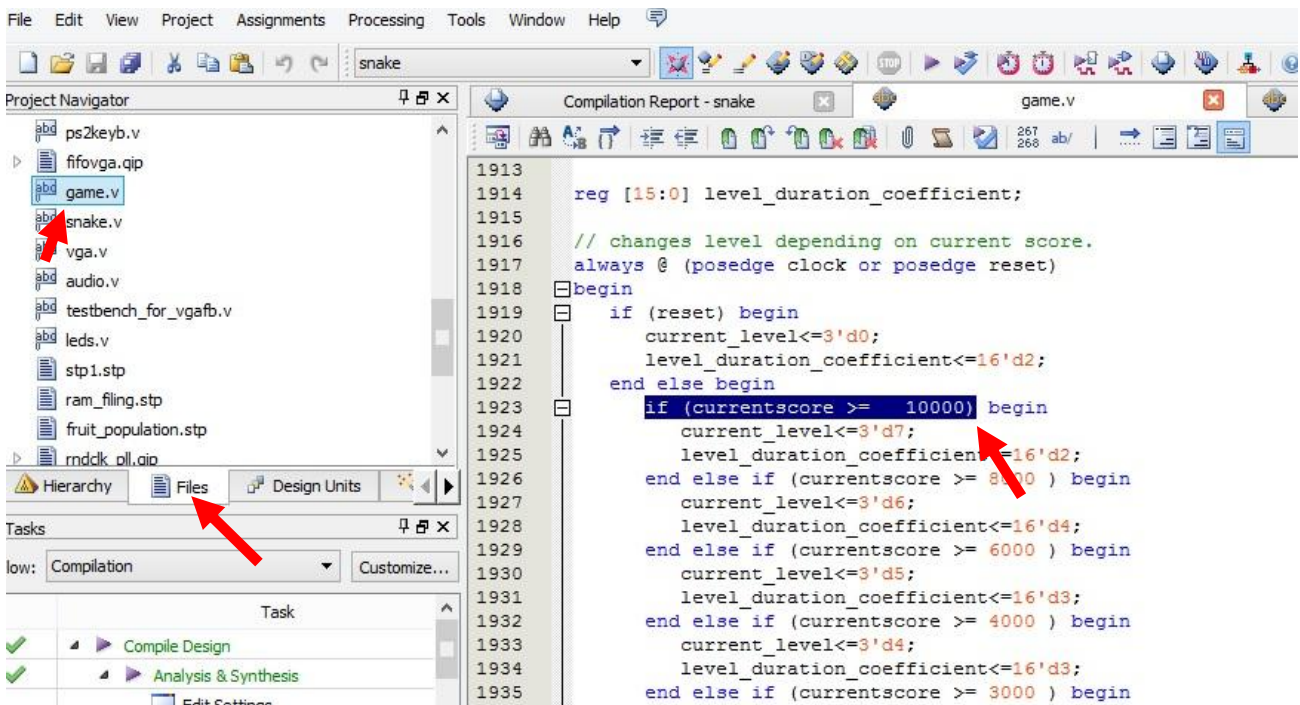 File Edit View Project Assignments Processing Tools Window Help
snake
Project Navigator
ps2keyb.v
fifovga.qip
game.v
snake.v
vga.v
audio.v
testbench_for_vgafb.v
leds.v
stp1.stp
ram_filing.stp
fruit_population.stp
rndclk_pll.qip
Hierarchy Files Design Units
Tasks
low: Compilation Customize...
Task
Compile Design
Analysis & Synthesis
Edit Settings
Compilation Report - snake game.v
267
268 ab/
1913
1914 reg [15:0] level_duration_coefficient;
1915
1916 // changes level depending on current score.
1917 always @ (posedge clock or posedge reset)
1918 begin
1919 if (reset) begin
1920 current_level<=3'd0;
1921 level_duration_coefficient<=16'd2;
1922 end else begin
1923 if (currentscore >= 10000) begin
1924 current_level<=3'd7;
1925 level_duration_coefficient<=16'd2;
1926 end else if (currentscore >= 8000 ) begin
1927 current_level<=3'd6;
1928 level_duration_coefficient<=16'd4;
1929 end else if (currentscore >= 6000 ) begin
1930 current_level<=3'd5;
1931 level_duration_coefficient<=16'd3;
1932 end else if (currentscore >= 4000 ) begin
1933 current_level<=3'd4;
1934 level_duration_coefficient<=16'd3;
1935 end else if (currentscore >= 3000 ) begin